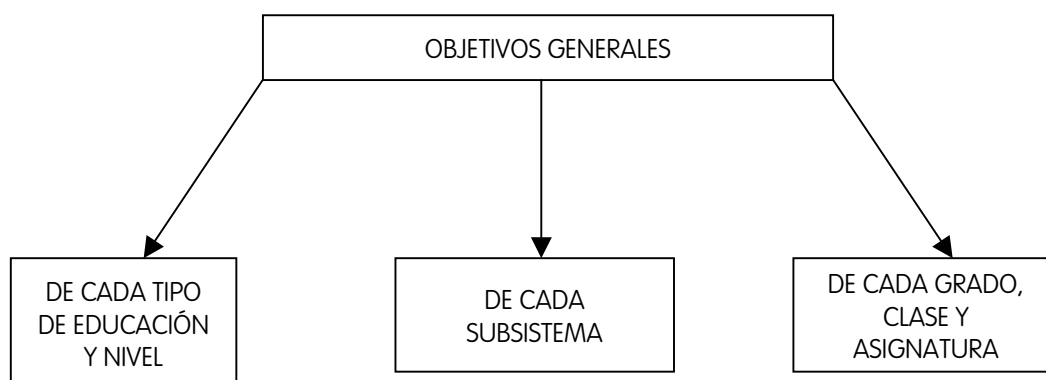 OBJETIVOS GENERALES
DE CADA TIPO
DE EDUCACIÓN
Y NIVEL
DE CADA
SUBSISTEMA
DE CADA GRADO,
CLASE Y
ASIGNATURA